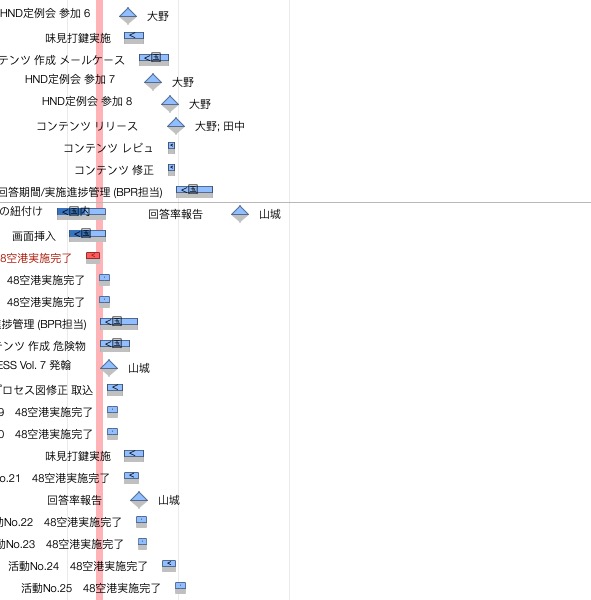 HND定例会 参加 6 大野
味見打鍵実施 <
テンツ 作成 メールケース <国
HND定例会 参加 7 大野
HND定例会 参加 8 大野
コンテンツ リリース 大野; 田中
コンテンツ レビュ <
コンテンツ 修正 <
回答期間/実施進捗管理 (BPR担当) <国
の紐付け <国内 回答率報告 山城
画面挿入 <国
48空港実施完了 <
48空港実施完了
48空港実施完了
進捗管理 (BPR担当) <国
テンツ 作成 危険物 <国
ESS Vol. 7 発翰 山城
プロセス図修正 取込 <
9 48空港実施完了
0 48空港実施完了
味見打鍵実施 <
No.21 48空港実施完了 <
回答率報告 山城
動No.22 48空港実施完了
動No.23 48空港実施完了
活動No.24 48空港実施完了 <
活動No.25 48空港実施完了